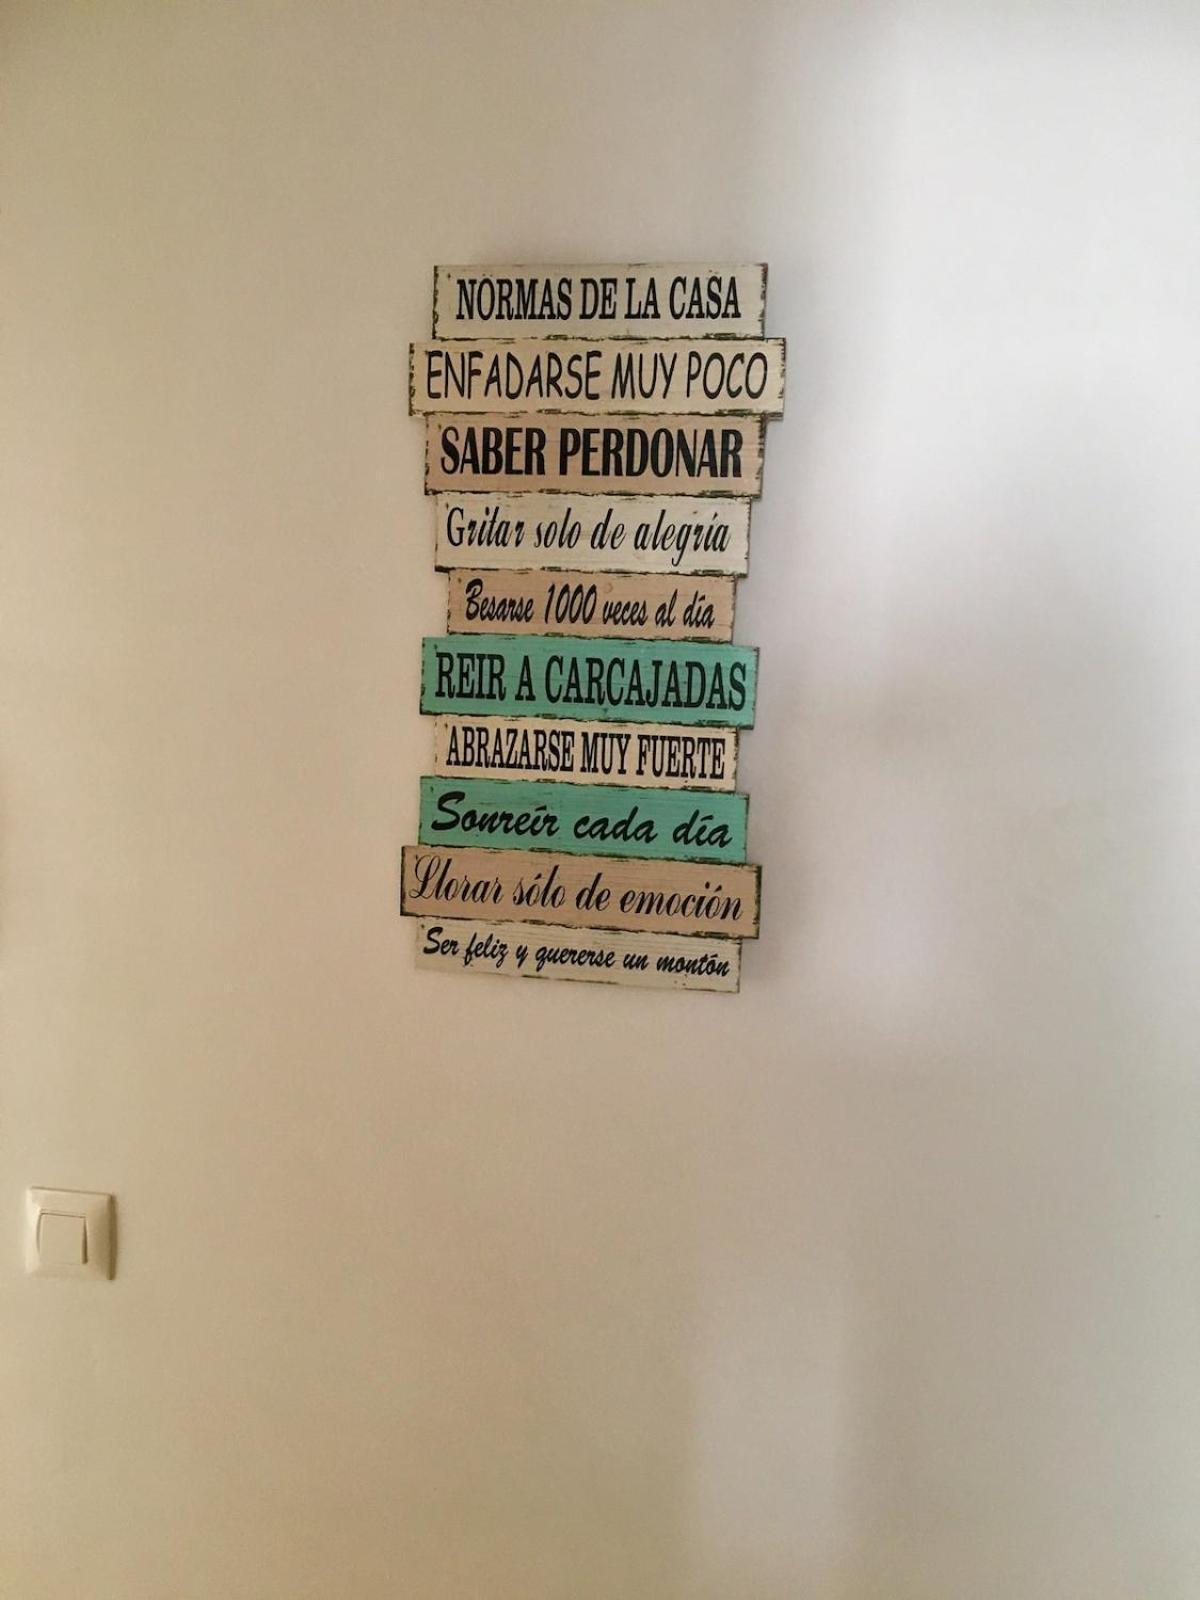 NORMAS DE LA CASA
ENFADARSE MUY POCO
SABER PERDONAR
Gritar solo de alegría
Besarse 1000 veces al día
REIR A CARCAJADAS
ABRAZARSE MUY FUERTE
Sonreír cada día
Llorar sólo de emoción
Ser feliz y quererse un montón